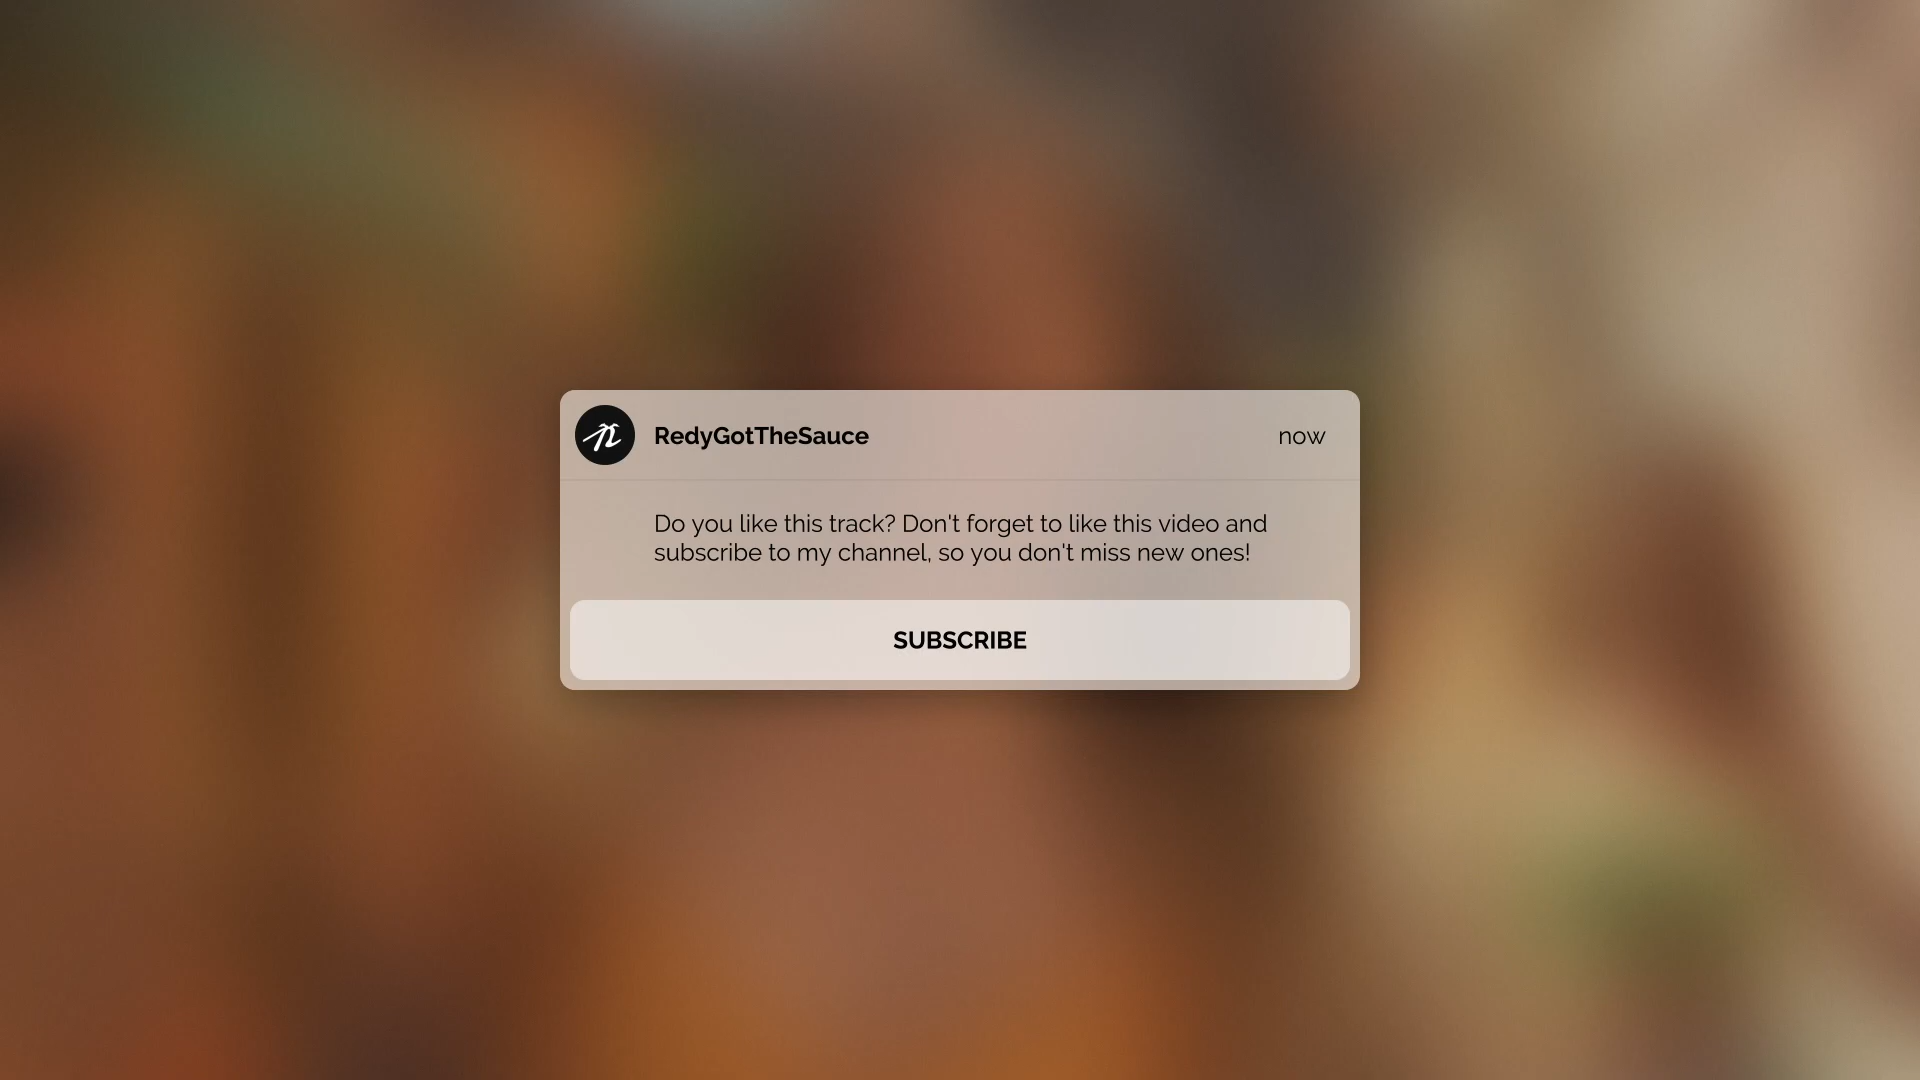 RedyGotTheSauce
now
Do you like this track? Don't forget to like this video and
subscribe to my channel, so you don't miss new ones!
SUBSCRIBE